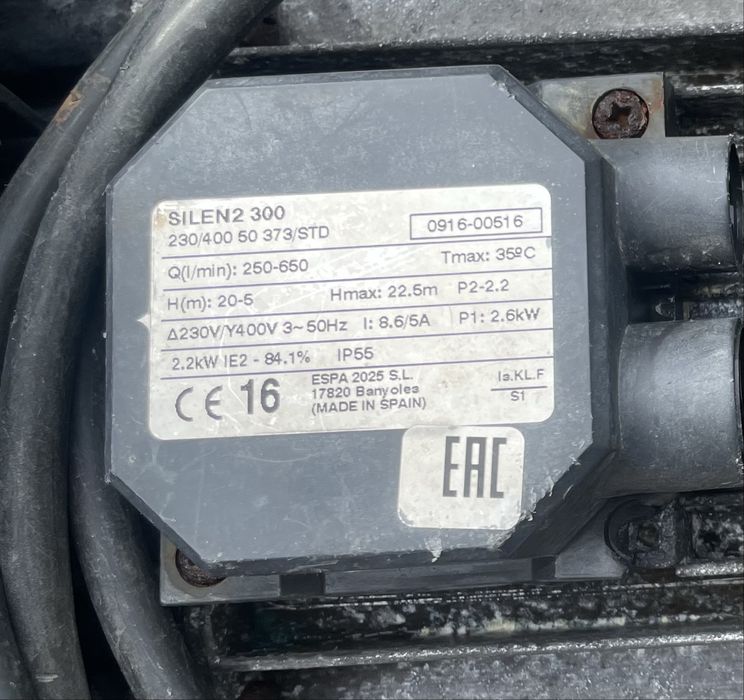 SILEN2 300
230/400 50 373/STD
0916-00516
Q(l/min): 250-650 Tmax: 35ºC
H(m): 20-5 Hmax: 22.5m P2-2.2
Δ230V/Y400V 3~50Hz I: 8.6/5A P1: 2.6kW
2.2kW IE2 - 84.1% IP55
CE 16
ESPA 2025 S.L.
17820 Banyoles
(MADE IN SPAIN)
Is.KL.F
S1
EAC